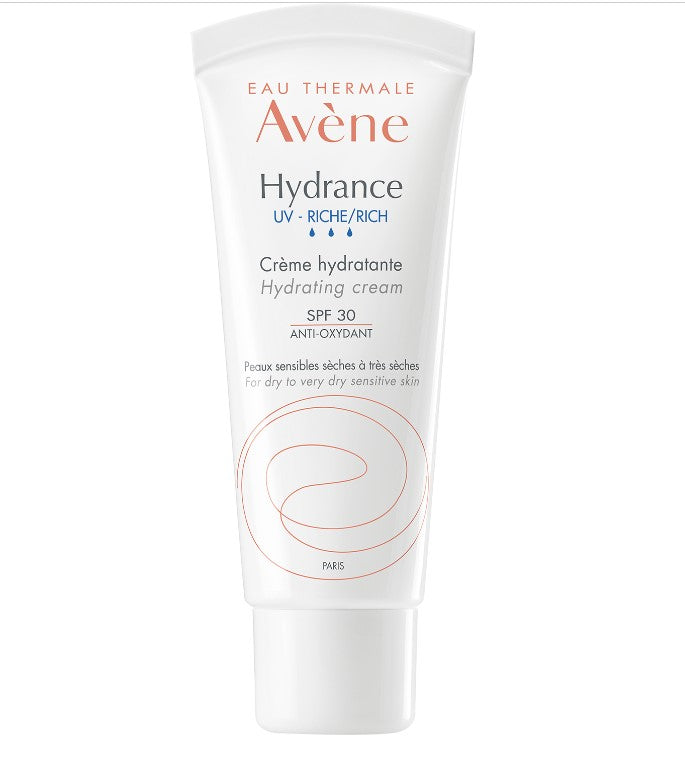 EAU THERMALE
Avène
Hydrance
UV - RICHE/RICH
Crème hydratante
Hydrating cream
SPF 30
ANTI-OXYDANT
Peaux sensibles sèches à très sèches
For dry to very dry sensitive skin
PARIS